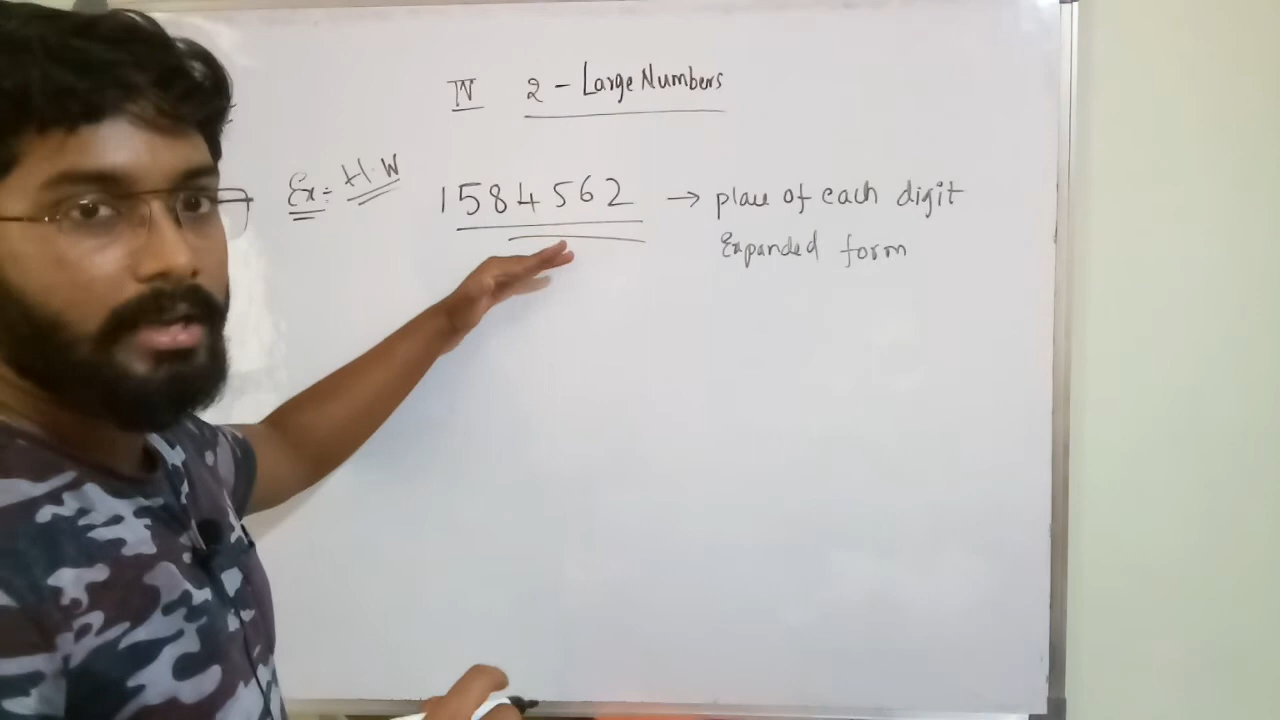 IV 2 - Large Numbers
Ex: H.W 1584562 → place of each digit
Expanded form